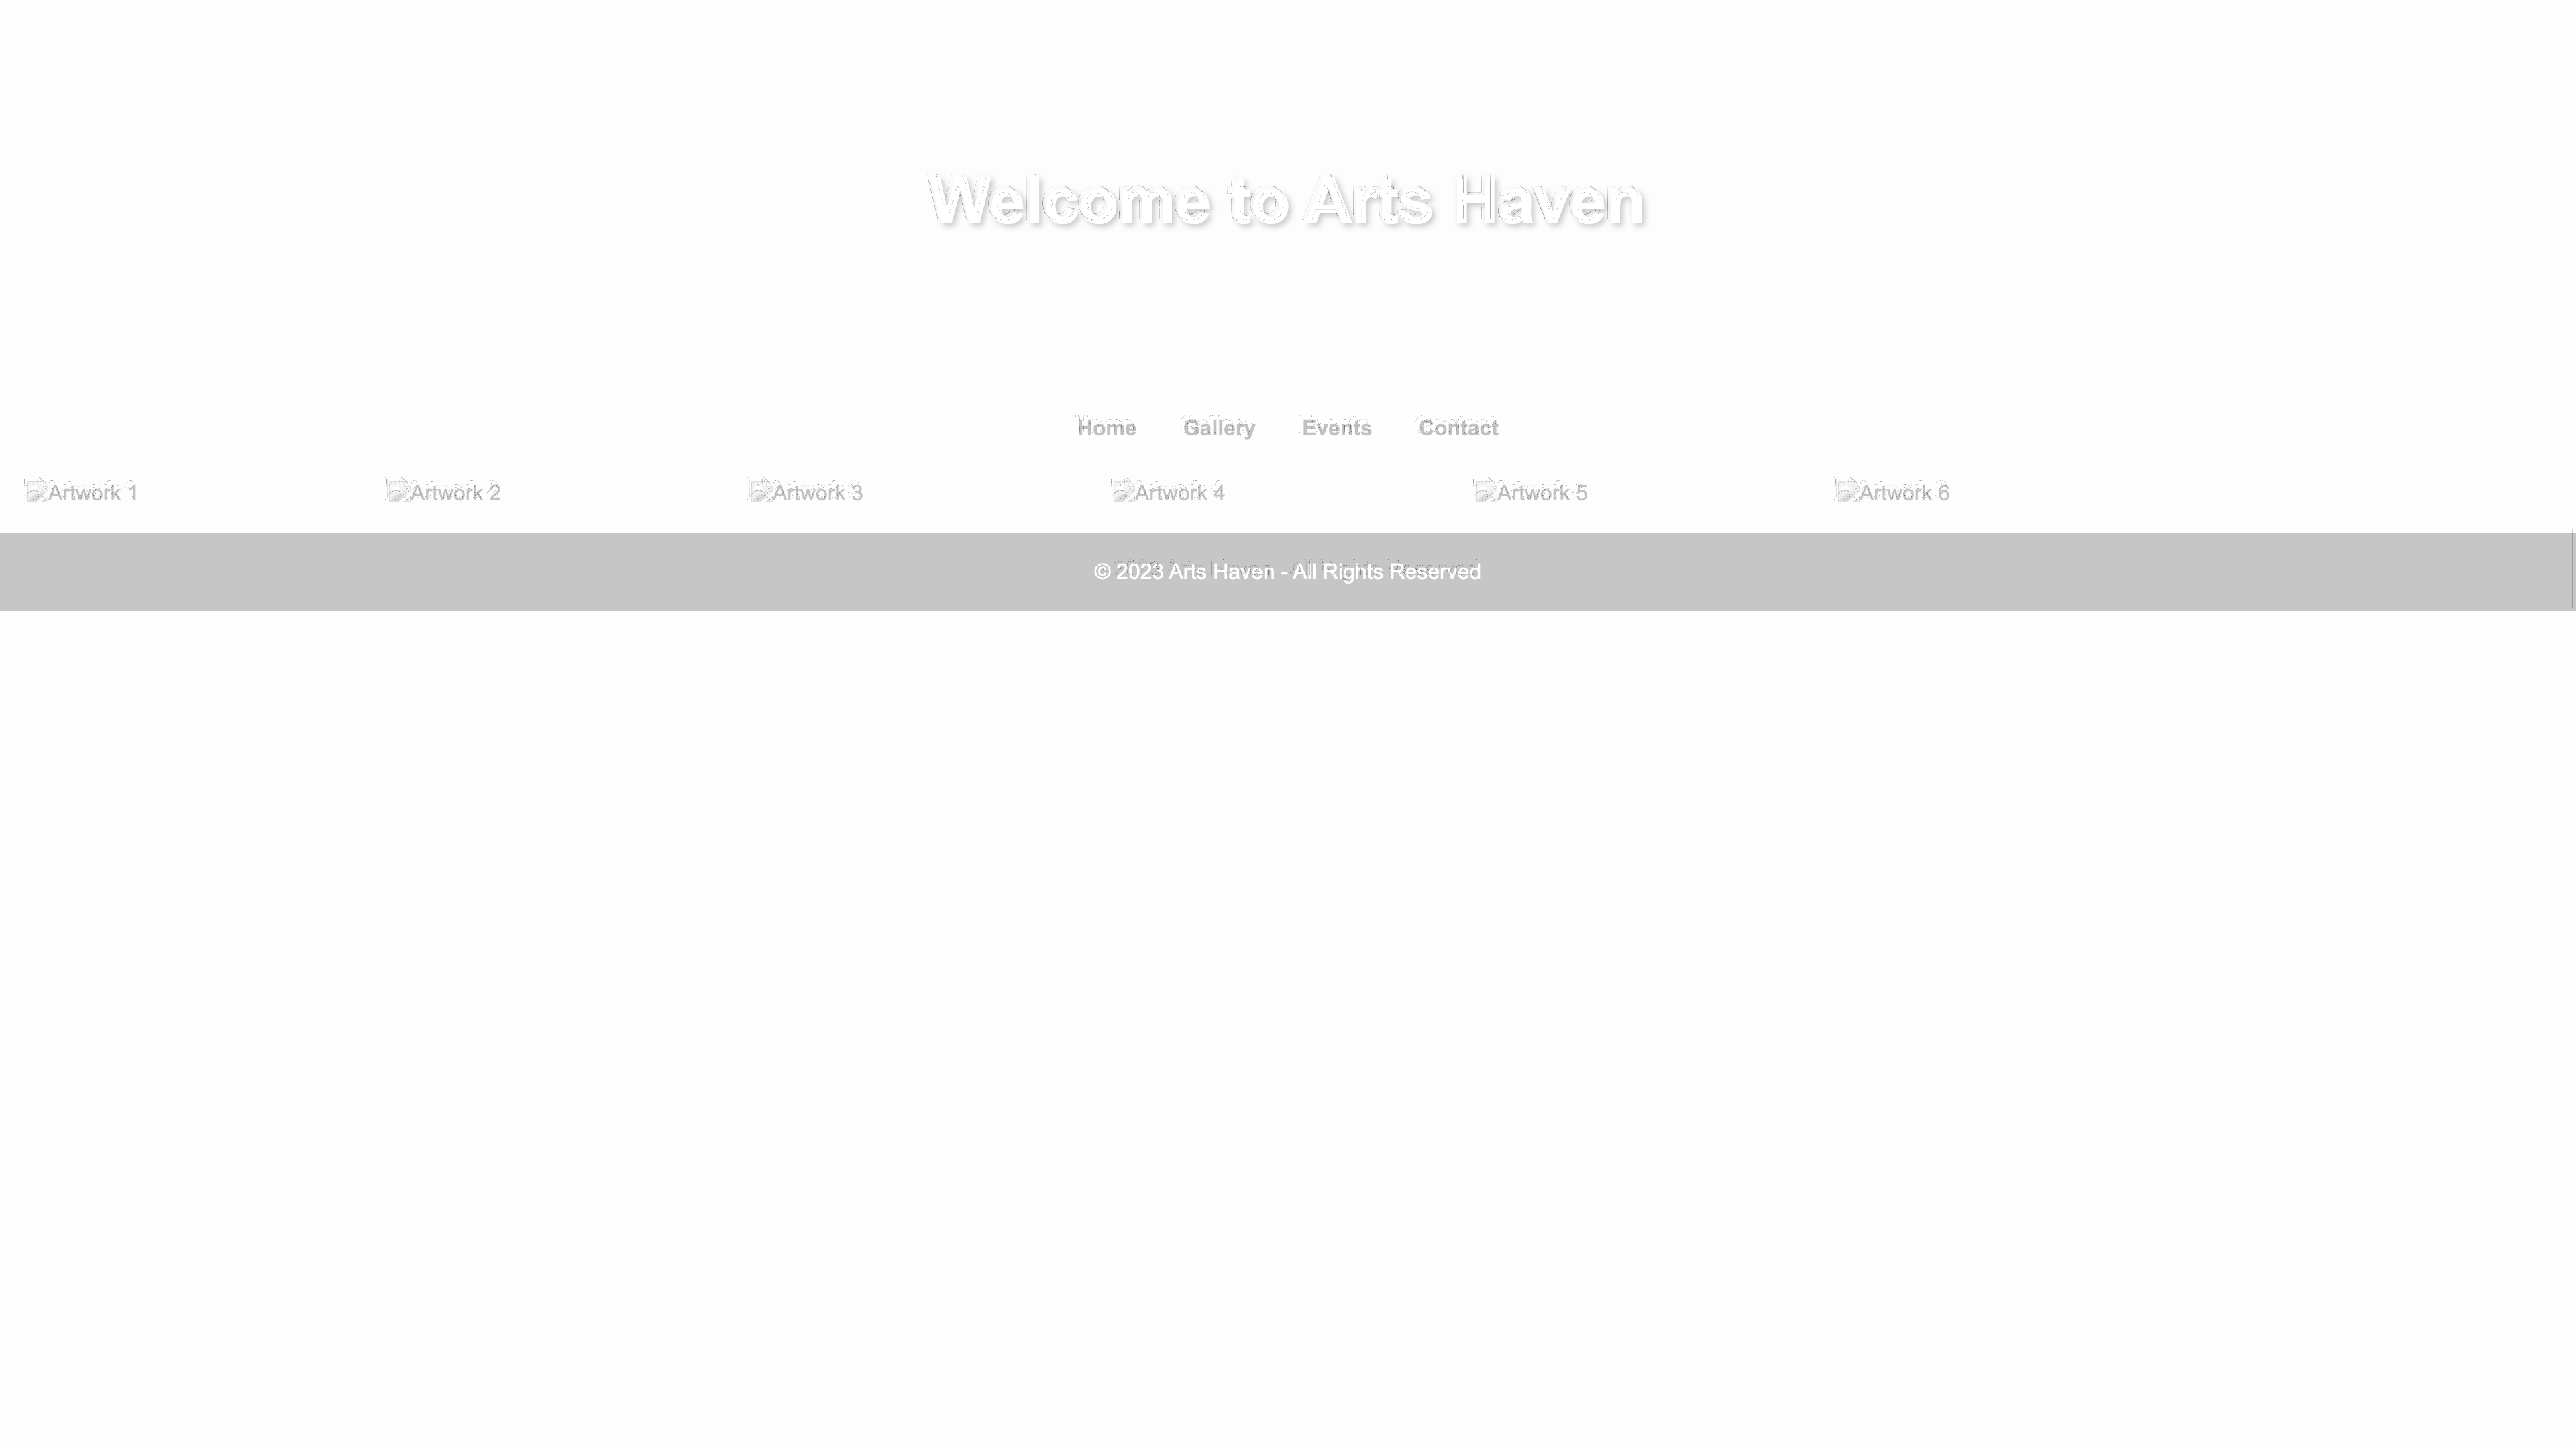 Welcome to Arts Haven
Home Gallery Events Contact
Artwork 1 Artwork 2 Artwork 3 Artwork 4 Artwork 5 Artwork 6
© 2023 Arts Haven - All Rights Reserved